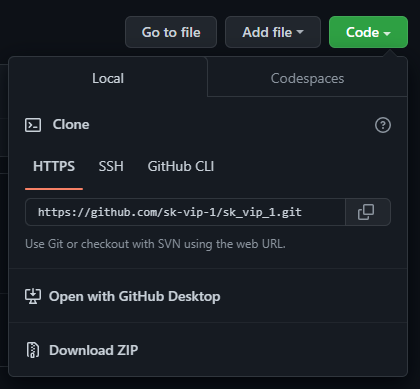 Go to file
Add file
Code
Local
Codespaces
Clone
HTTPS
SSH
GitHub CLI
https://github.com/sk-vip-1/sk_vip_1.git
Use Git or checkout with SVN using the web URL.
Open with GitHub Desktop
Download ZIP